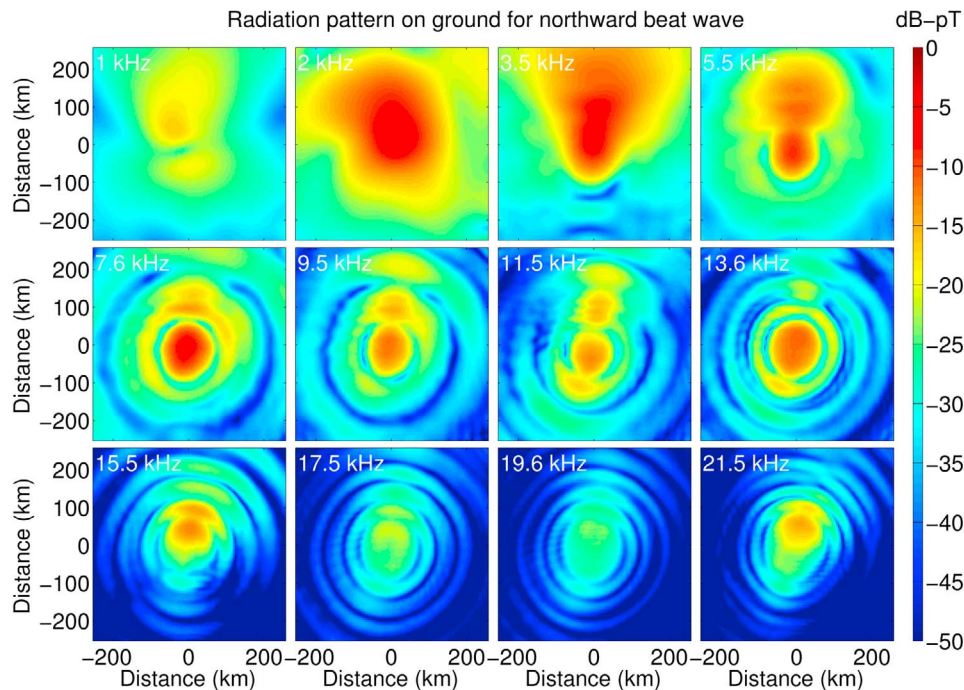 Radiation pattern on ground for northward beat wave
dB−pT
1 kHz
2 kHz
3.5 kHz
5.5 kHz
200
100
0
−100
−200
Distance (km)
7.6 kHz
9.5 kHz
11.5 kHz
13.6 kHz
200
100
0
−100
−200
Distance (km)
15.5 kHz
17.5 kHz
19.6 kHz
21.5 kHz
200
100
0
−100
−200
Distance (km)
−200 0 200
−200 0 200
−200 0 200
−200 0 200
Distance (km)
Distance (km)
Distance (km)
Distance (km)
0
−5
−10
−15
−20
−25
−30
−35
−40
−45
−50